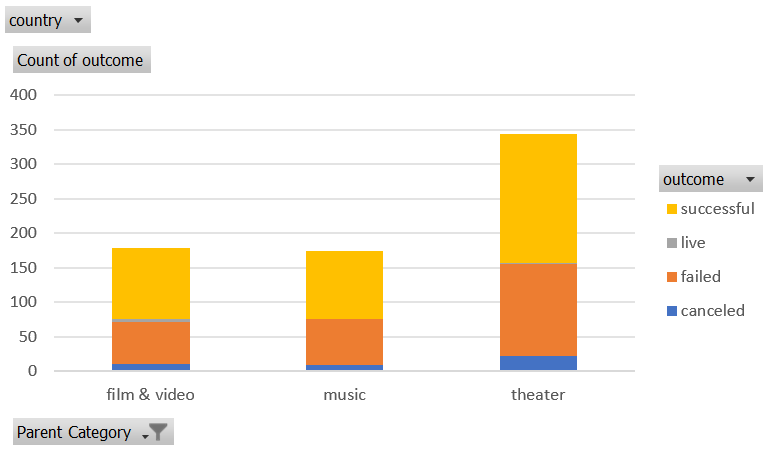 country
Count of outcome
400
350
300
250
200
150
100
50
0
film & video music theater
outcome
successful
live
failed
canceled
Parent Category